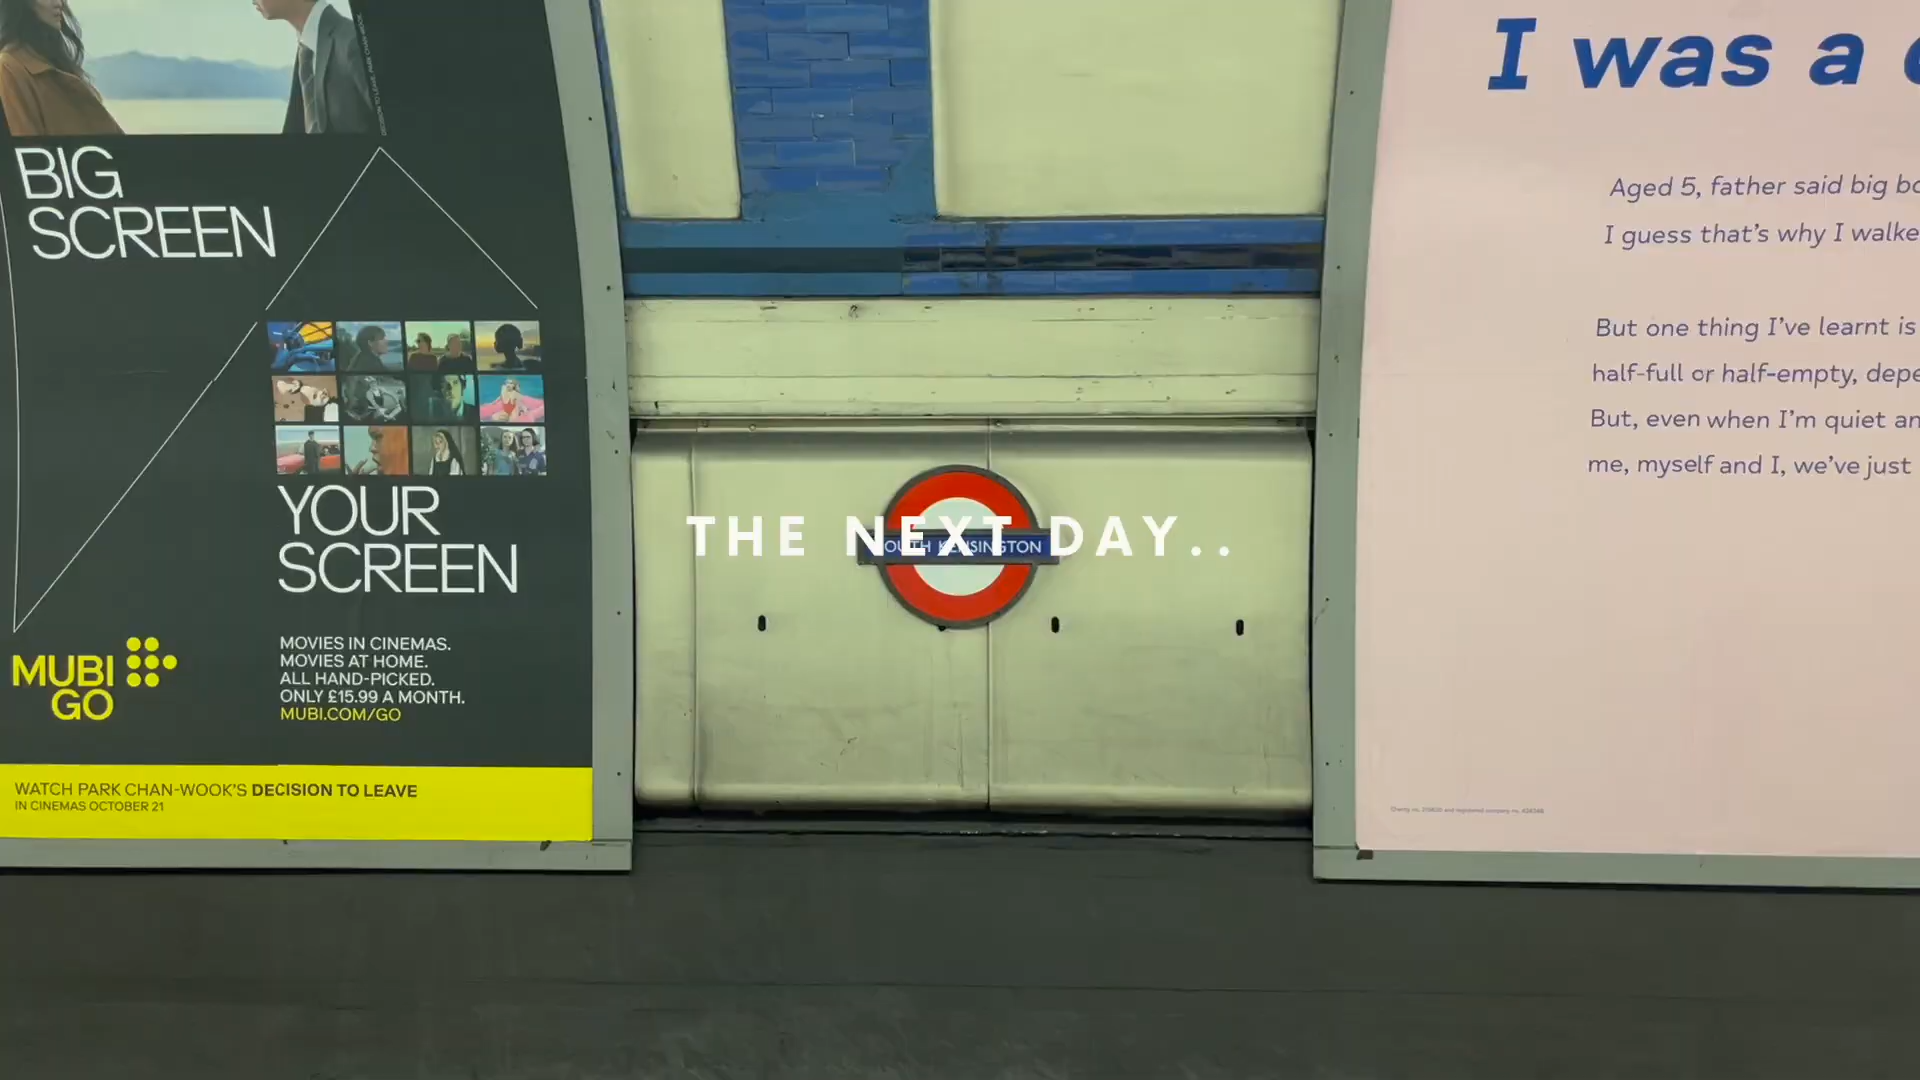 BIG
SCREEN
YOUR
SCREEN
MUBI
GO
MOVIES IN CINEMAS.
MOVIES AT HOME.
ALL HAND-PICKED.
ONLY £15.99 A MONTH.
MUBI.COM/GO
WATCH PARK CHAN-WOOK'S DECISION TO LEAVE
IN CINEMAS OCTOBER 21
THE NEXT DAY..
SOUTH KENSINGTON
I was a
Aged 5, father said big
I guess that's why I
But one thing I've learnt is
half-full or half-empty,
But, even when I'm quiet
me, myself and I, we've just